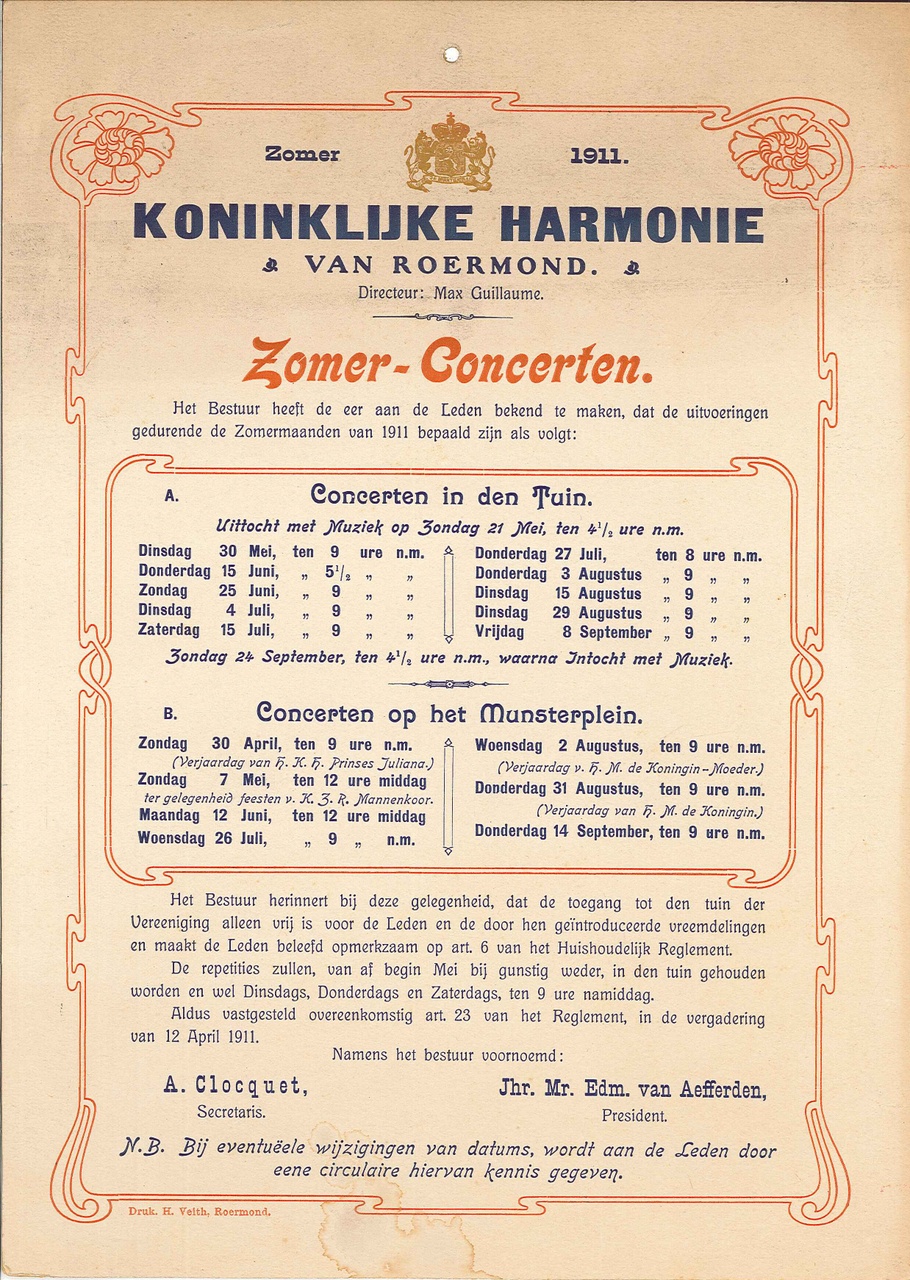 Zomer 1911.
KONINKLIJKE HARMONIE
VAN ROERMOND.
Directeur: Max Guillaume.
Zomer-Concerten.
Het Bestuur heeft de eer aan de Leden bekend te maken, dat de uitvoeringen
gedurende de Zomermaanden van 1911 bepaald zijn als volgt:
A. Concerten in den Tuin.
Uittocht met Muziek op Zondag 21 Mei, ten 4 1/2 ure n.m.
Dinsdag 30 Mei, ten 9 ure n.m.
Donderdag 15 Juni, „ 5 1/2 „ „
Zondag 25 Juni, „ 9 „ „
Dinsdag 4 Juli, „ 9 „ „
Zaterdag 15 Juli, „ 9 „ „
Donderdag 27 Juli, ten 8 ure n.m.
Donderdag 3 Augustus „ 9 „ „
Dinsdag 15 Augustus „ 9 „ „
Dinsdag 29 Augustus „ 9 „ „
Vrijdag 8 September „ 9 „ „
Zondag 24 September, ten 4 1/2 ure n.m., waarna Intocht met Muziek.
B. Concerten op het Munsterplein.
Zondag 30 April, ten 9 ure n.m.
(Verjaardag van H. K. H. Prinses Juliana.)
Zondag 7 Mei, ten 12 ure middag
ter gelegenheid feesten v. K. Z. R. Mannenkoor.
Maandag 12 Juni, ten 12 ure middag
Woensdag 26 Juli, „ 9 „ n.m.
Woensdag 2 Augustus, ten 9 ure n.m.
(Verjaardag v. H. M. de Koningin-Moeder.)
Donderdag 31 Augustus, ten 9 ure n.m.
(Verjaardag van H. M. de Koningin.)
Donderdag 14 September, ten 9 ure n.m.
Het Bestuur herinnert bij deze gelegenheid, dat de toegang tot den tuin der
Vereeniging alleen vrij is voor de Leden en de door hen geïntroduceerde vreemdelingen
en maakt de Leden beleefd opmerkzaam op art. 6 van het Huishoudelijk Reglement.
De repetities zullen, van af begin Mei bij gunstig weder, in den tuin gehouden
worden en wel Dinsdags, Donderdags en Zaterdags, ten 9 ure namiddag.
Aldus vastgesteld overeenkomstig art. 23 van het Reglement, in de vergadering
van 12 April 1911.
Namens het bestuur voornoemd:
A. Clocquet, Jhr. Mr. Edm. van Aefferden,
Secretaris. President.
N.B. Bij eventuëele wijzigingen van datums, wordt aan de Leden door
eene circulaire hiervan kennis gegeven.
Druk. H. Veith, Roermond.